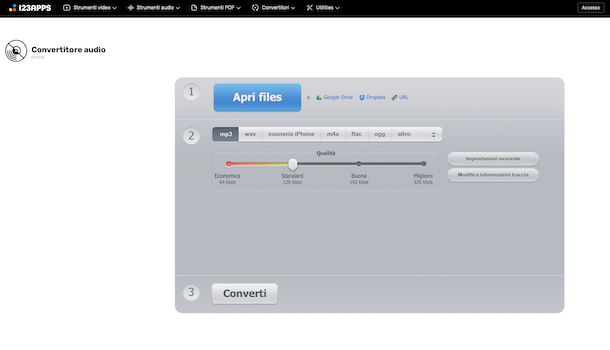 123APPS Strumenti video Strumenti audio Strumenti PDF Convertitori Utilities Accesso
Convertitore audio
online
1 Apri files o Google Drive Dropbox URL
2 mp3 wav suoneria iPhone m4a flac ogg altro
Qualità
Economica Standard Buona Migliore
64 kbps 128 kbps 192 kbps 320 kbps
Impostazioni avanzate
Modifica informazioni traccia
3 Converti